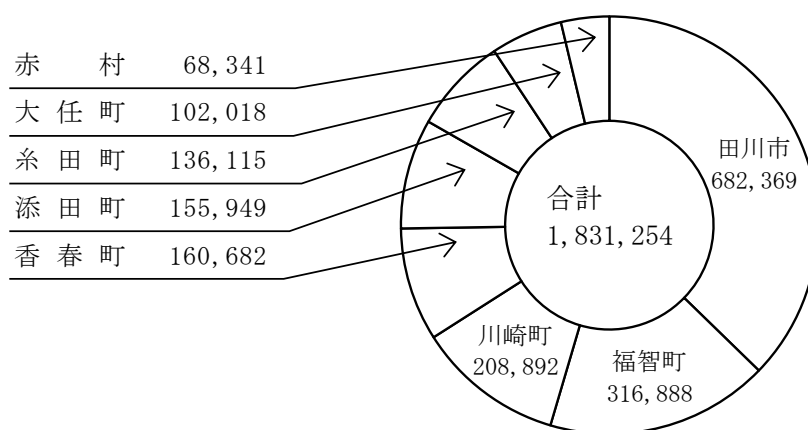 赤村 68,341
大任町 102,018
糸田町 136,115
添田町 155,949
香春町 160,682
田川市
682,369
合計
1,831,254
川崎町
208,892
福智町
316,888